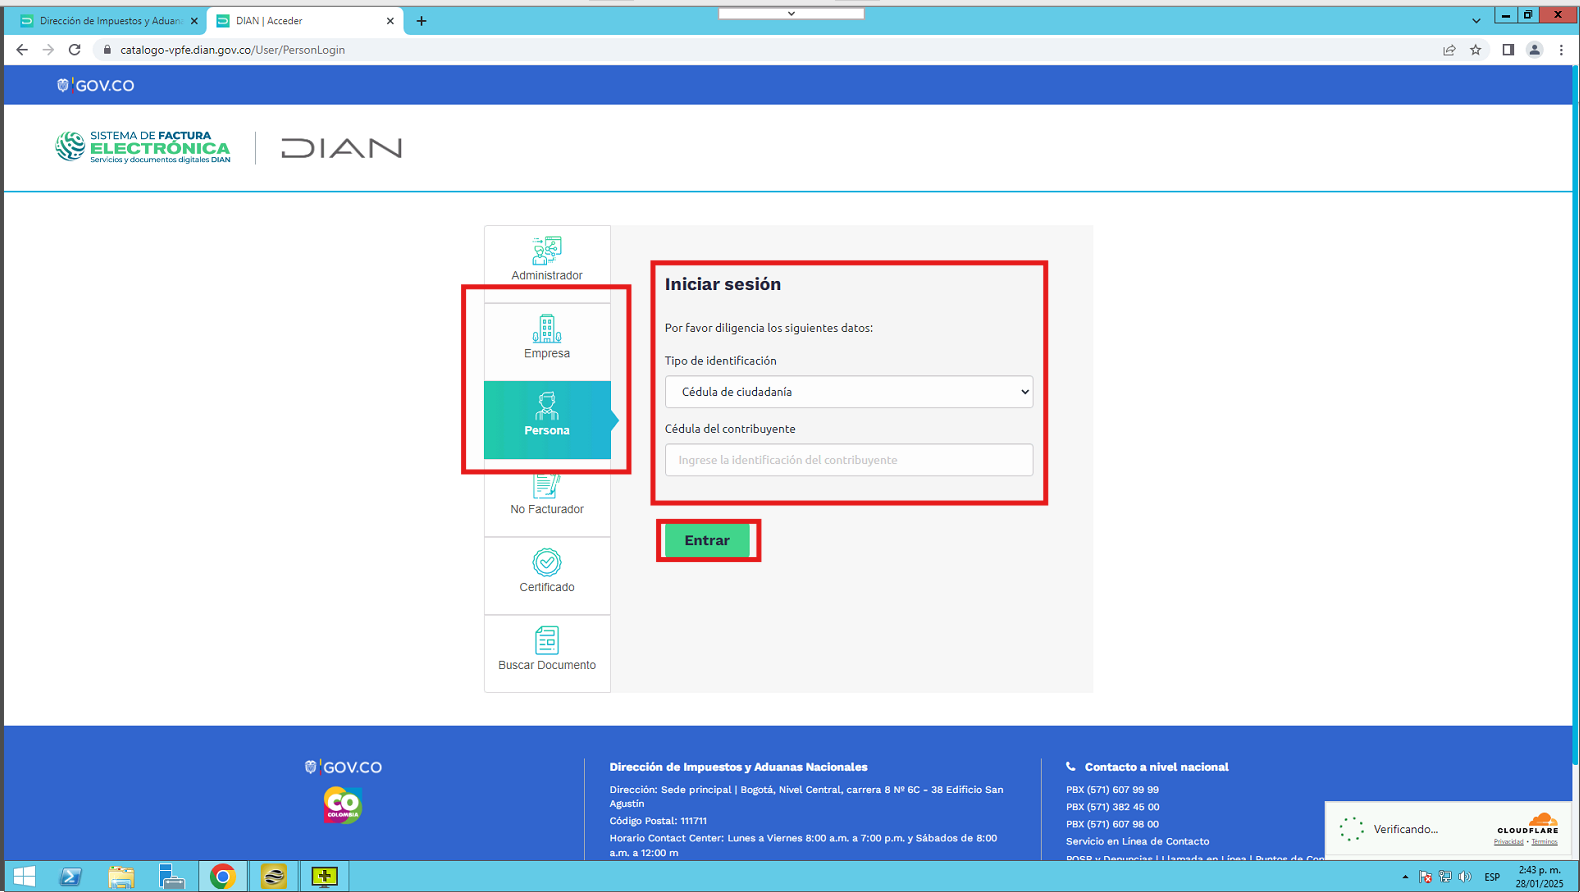 Dirección de Impuestos y Aduan
DIAN | Acceder
catalogo-vpfe.dian.gov.co/User/PersonLogin
GOV.CO
SISTEMA DE FACTURA
ELECTRÓNICA
Servicios y documentos digitales DIAN
DIAN
Administrador
Empresa
Persona
No Facturador
Certificado
Buscar Documento
Iniciar sesión
Por favor diligencia los siguientes datos:
Tipo de identificación
Cédula de ciudadanía
Cédula del contribuyente
Ingrese la identificación del contribuyente
Entrar
GOV.CO
CO
COLOMBIA
Dirección de Impuestos y Aduanas Nacionales
Dirección: Sede principal | Bogotá, Nivel Central, carrera 8 Nº 6C - 38 Edificio San
Agustín
Código Postal: 111711
Horario Contact Center: Lunes a Viernes 8:00 a.m. a 7:00 p.m. y Sábados de 8:00
a.m. a 12:00 m
Contacto a nivel nacional
PBX (571) 607 99 99
PBX (571) 382 45 00
PBX (571) 607 98 00
Servicio en Línea de Contacto
PQSR y Denuncias | Llamada en Línea | Puntos de Con
Verificando...
CLOUDFLARE
Privacidad • Términos
ESP
2:43 p. m.
28/01/2025